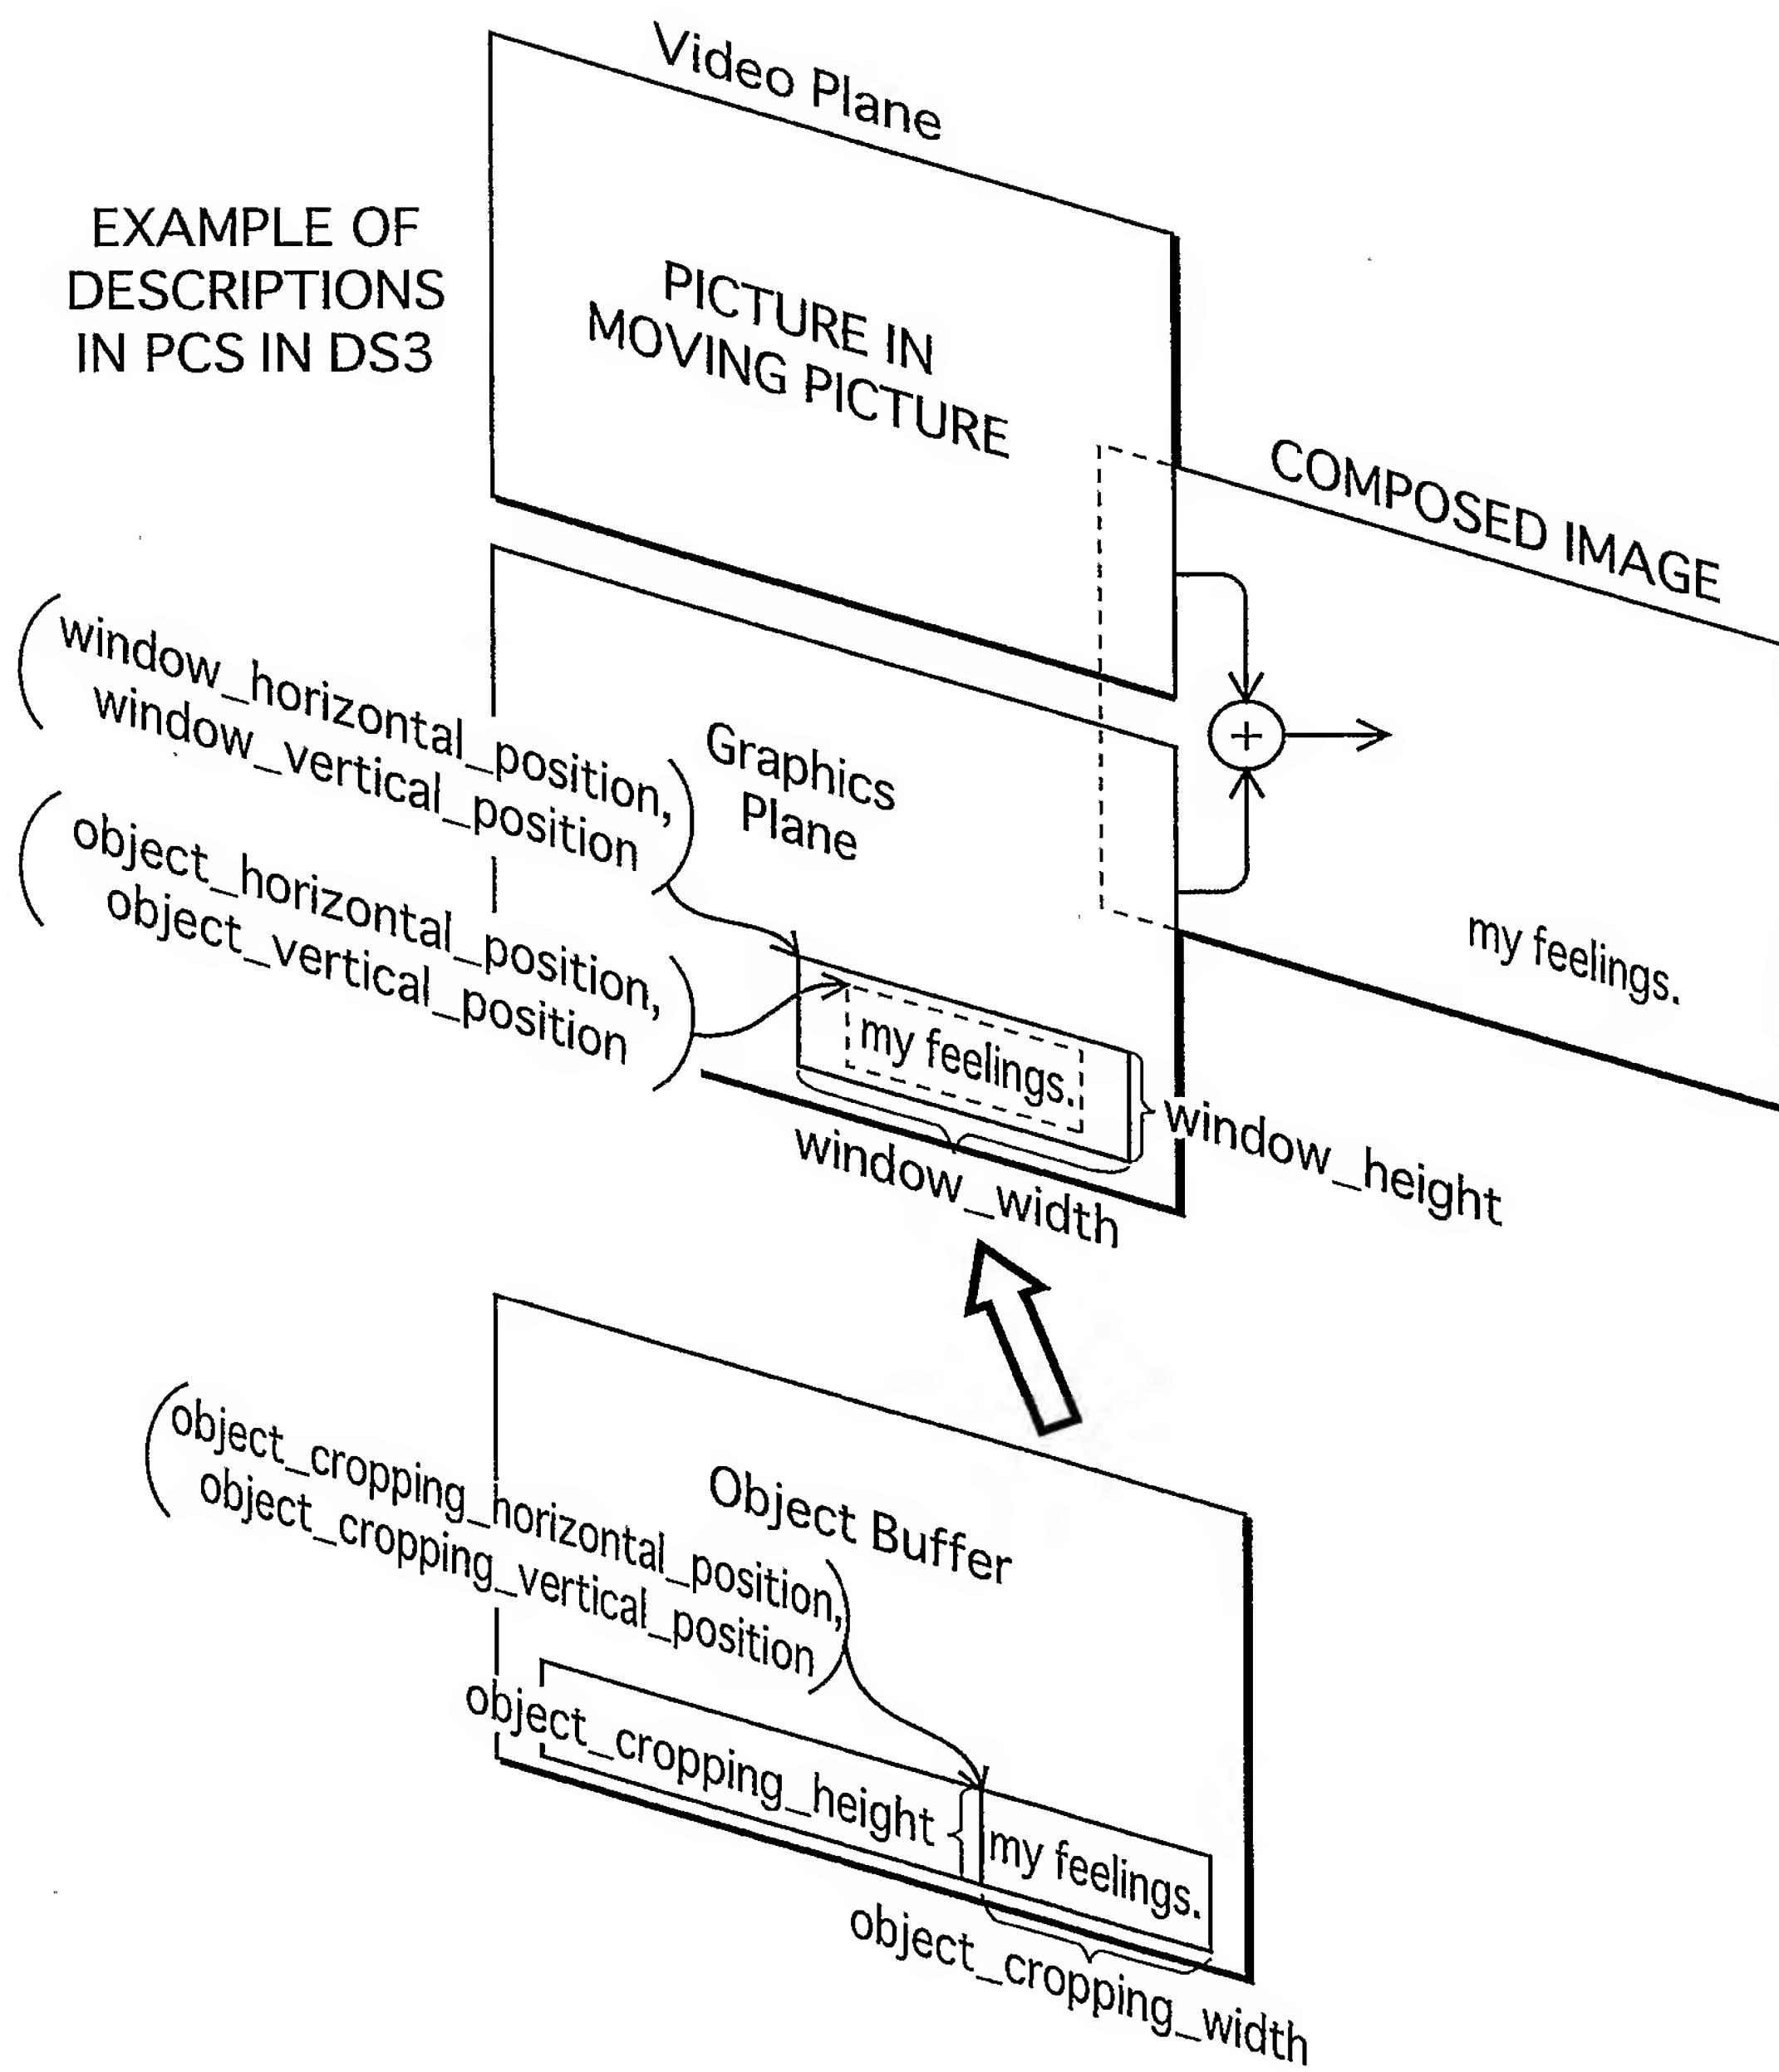 Video Plane
EXAMPLE OF
DESCRIPTIONS
IN PCS IN DS3
PICTURE IN
MOVING PICTURE
COMPOSED IMAGE
(window_horizontal_position,
window_vertical_position)
Graphics
Plane
+
(object_horizontal_position,
object_vertical_position)
my feelings.
my feelings.
window_height
window_width
Object Buffer
(object_cropping_horizontal_position,
object_cropping_vertical_position)
object_cropping_height
my feelings.
object_cropping_width